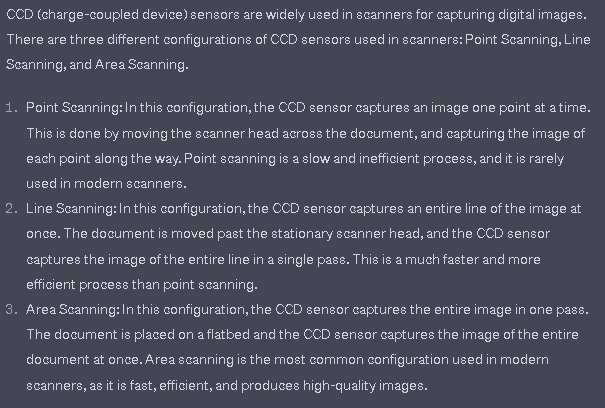 CCD (charge-coupled device) sensors are widely used in scanners for capturing digital images.
There are three different configurations of CCD sensors used in scanners: Point Scanning, Line
Scanning, and Area Scanning.
1. Point Scanning: In this configuration, the CCD sensor captures an image one point at a time.
This is done by moving the scanner head across the document, and capturing the image of
each point along the way. Point scanning is a slow and inefficient process, and it is rarely
used in modern scanners.
2. Line Scanning: In this configuration, the CCD sensor captures an entire line of the image at
once. The document is moved past the stationary scanner head, and the CCD sensor
captures the image of the entire line in a single pass. This is a much faster and more
efficient process than point scanning.
3. Area Scanning: In this configuration, the CCD sensor captures the entire image in one pass.
The document is placed on a flatbed and the CCD sensor captures the image of the entire
document at once. Area scanning is the most common configuration used in modern
scanners, as it is fast, efficient, and produces high-quality images.